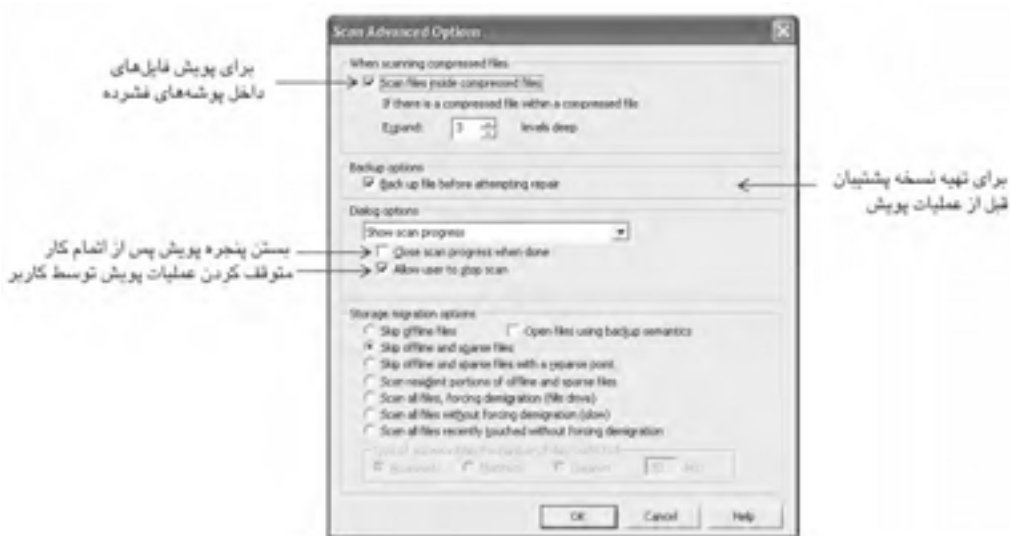 Scan Advanced Options
When scanning compressed files
Scan files inside compressed files
If there is a compressed file within a compressed file
Expand: 3 levels deep
برای پویش فایل‌های
داخل پوشه‌های فشرده
Backup options
Back up file before attempting repair
برای تهیه نسخه پشتیبان
قبل از عملیات پویش
Dialog options
Show scan progress
Close scan progress when done
Allow user to stop scan
بستن پنجره پویش پس از اتمام کار
متوقف کردن عملیات پویش توسط کاربر
Storage migration options
Skip offline files
Open files using backup semantics
Skip offline and sparse files
Skip offline and sparse files with a reparse point
Scan resident portions of offline and sparse files
Scan all files, forcing demigration (fills drive)
Scan all files without forcing demigration (slow)
Scan all files recently touched without forcing demigration
OK Cancel Help